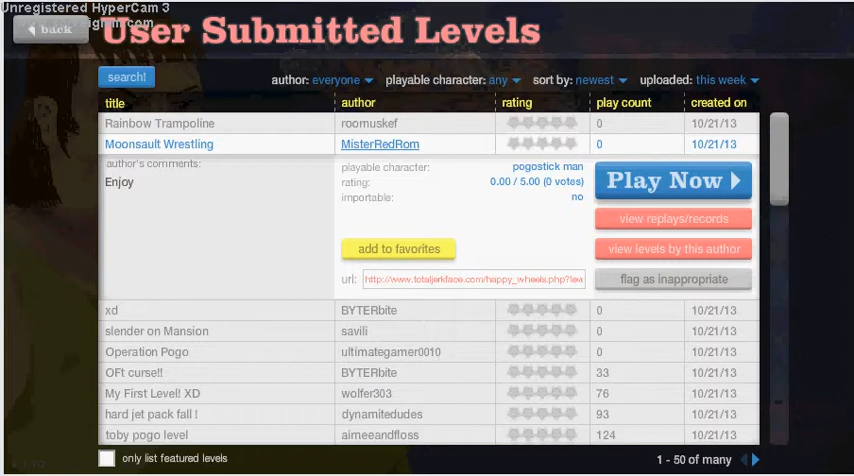 Unregistered HyperCam 3
back
User Submitted Levels
search!
author: everyone
playable character: any
sort by: newest
uploaded: this week
title author rating play count created on
Rainbow Trampoline roomuskef 0 10/21/13
Moonsault Wrestling MisterRedRom 0 10/21/13
author's comments:
Enjoy
playable character: pogostick man
rating: 0.00 / 5.00 (0 votes)
importable: no
add to favorites
url: http://www.totaljerkface.com/happy_wheels.php?lev
Play Now
view replays/records
view levels by this author
flag as inappropriate
xd BYTERbite 0 10/21/13
slender on Mansion savili 0 10/21/13
Operation Pogo ultimategamer0010 0 10/21/13
OFt curse!! BYTERbite 33 10/21/13
My First Level! XD wolfer303 76 10/21/13
hard jet pack fall ! dynamitedudes 93 10/21/13
toby pogo level aimeeandfloss 124 10/21/13
only list featured levels
1 - 50 of many